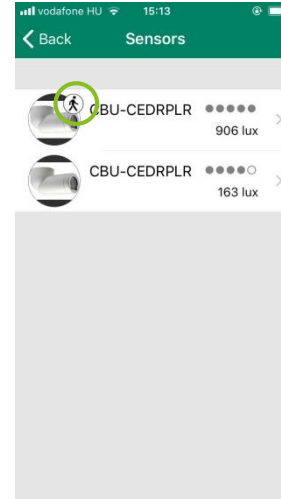 vodafone HU 15:13
Back Sensors
CBU-CEDRPLR
906 lux
CBU-CEDRPLR
163 lux